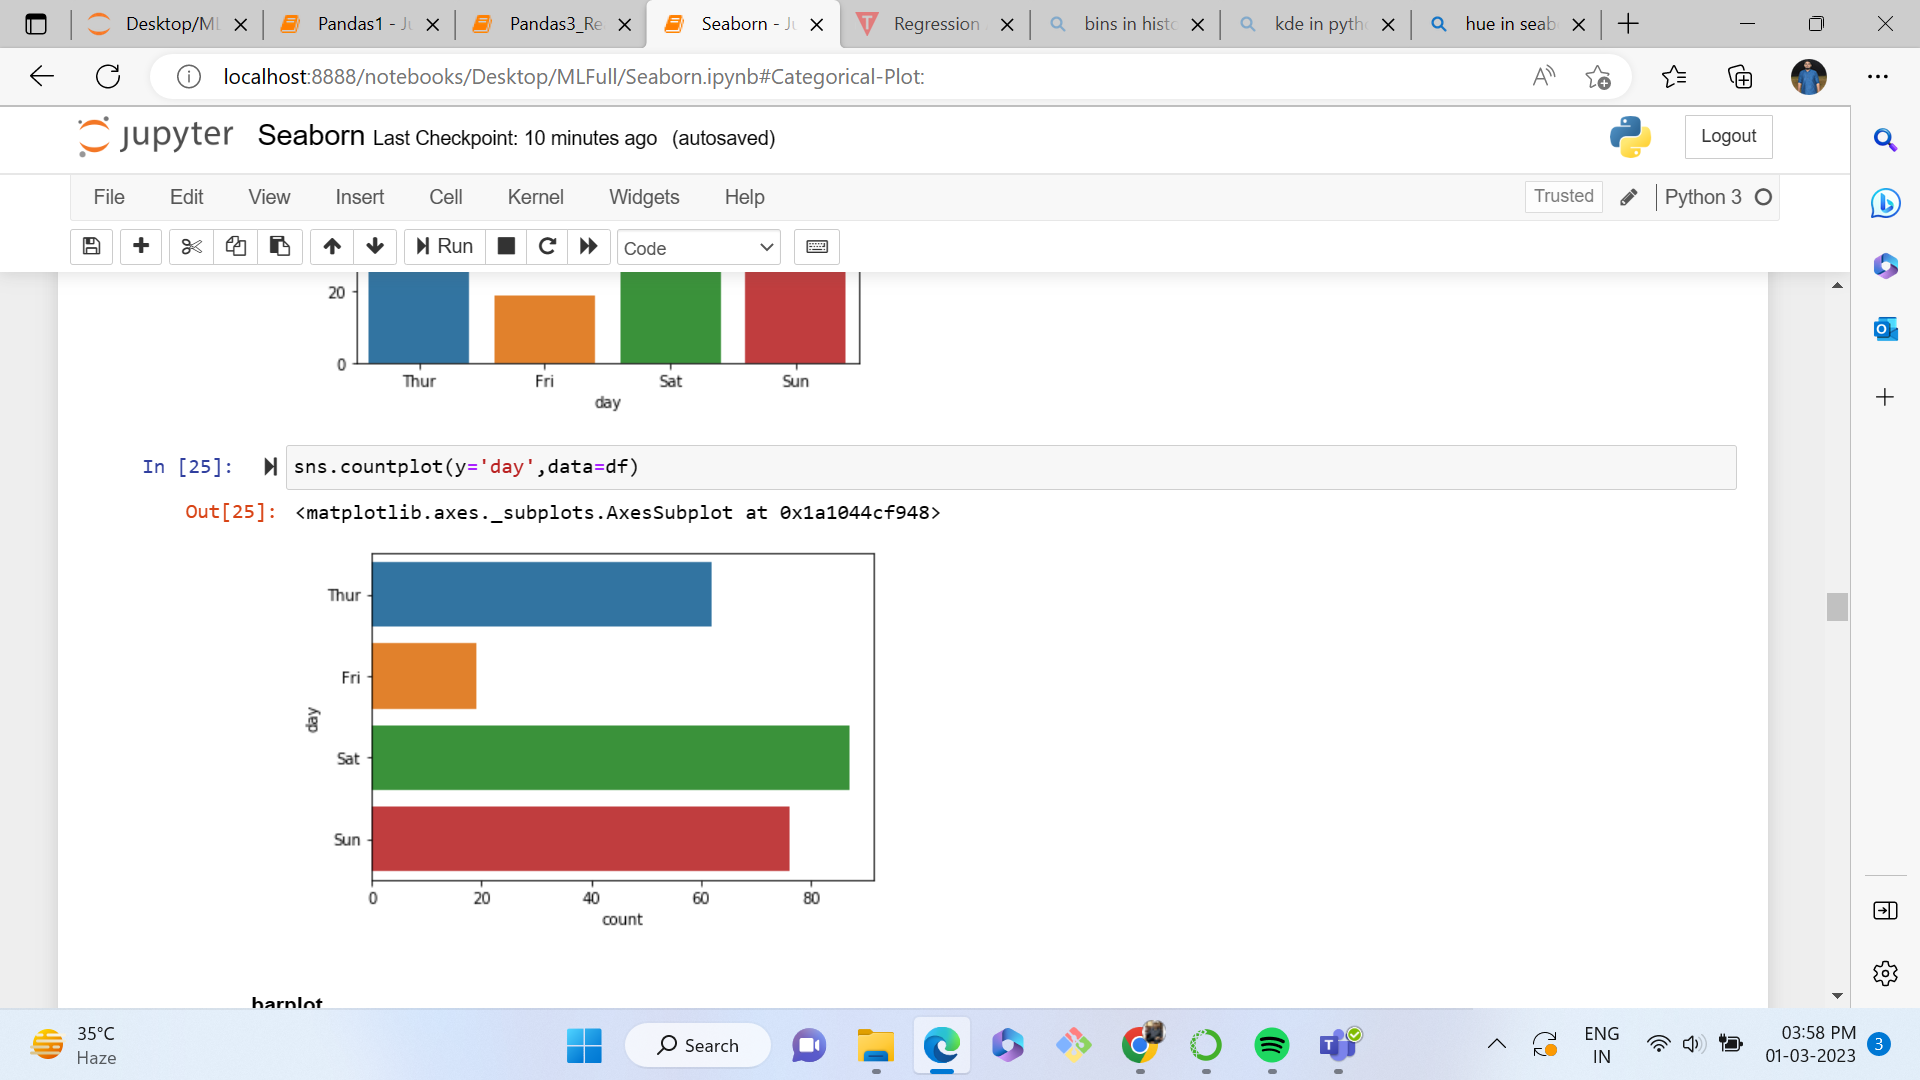 Desktop/ML
Pandas1 - Ju
Pandas3_Re
Seaborn - Ju
Regression
bins in histo
kde in pytho
hue in seab
localhost:8888/notebooks/Desktop/MLFull/Seaborn.ipynb#Categorical-Plot:
jupyter Seaborn Last Checkpoint: 10 minutes ago (autosaved)
Logout
File Edit View Insert Cell Kernel Widgets Help
Trusted Python 3
Run Code
20
0
Thur Fri Sat Sun
day
In [25]: sns.countplot(y='day',data=df)
Out[25]: <matplotlib.axes._subplots.AxesSubplot at 0x1a1044cf948>
Thur
Fri
Sat
Sun
day
0 20 40 60 80
count
barplot
35°C
Haze
Search
ENG
IN
03:58 PM
01-03-2023
3